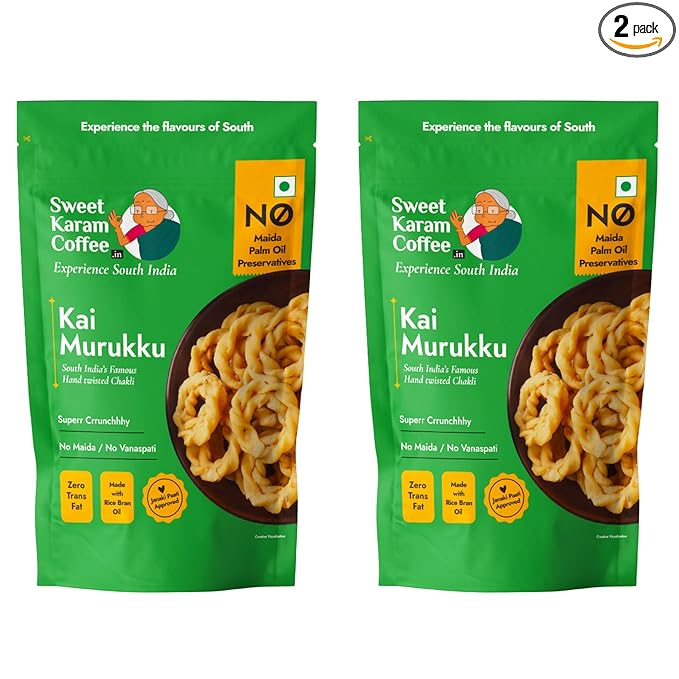 2 pack
Experience the flavours of South
Sweet
Karam
Coffee
.in
Experience South India
NO
Maida
Palm Oil
Preservatives
Kai
Murukku
South India's Famous
Hand twisted Chakli
Superr Crrunchhhy
No Maida / No Vanaspati
Zero
Trans
Fat
Made
with
Rice Bran
Oil
Janaki Paati
Approved
Creative Visualization
Experience the flavours of South
Sweet
Karam
Coffee
.in
Experience South India
NO
Maida
Palm Oil
Preservatives
Kai
Murukku
South India's Famous
Hand twisted Chakli
Superr Crrunchhhy
No Maida / No Vanaspati
Zero
Trans
Fat
Made
with
Rice Bran
Oil
Janaki Paati
Approved
Creative Visualization